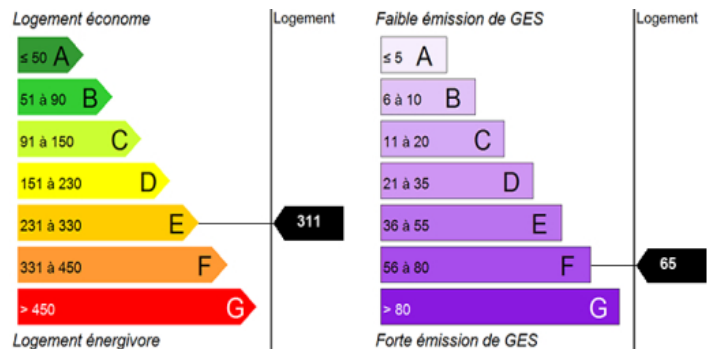 Logement économe
Logement
≤ 50 A
51 à 90 B
91 à 150 C
151 à 230 D
231 à 330 E
311
331 à 450 F
> 450 G
Logement énergivore
Faible émission de GES
Logement
≤ 5 A
6 à 10 B
11 à 20 C
21 à 35 D
36 à 55 E
56 à 80 F
65
> 80 G
Forte émission de GES